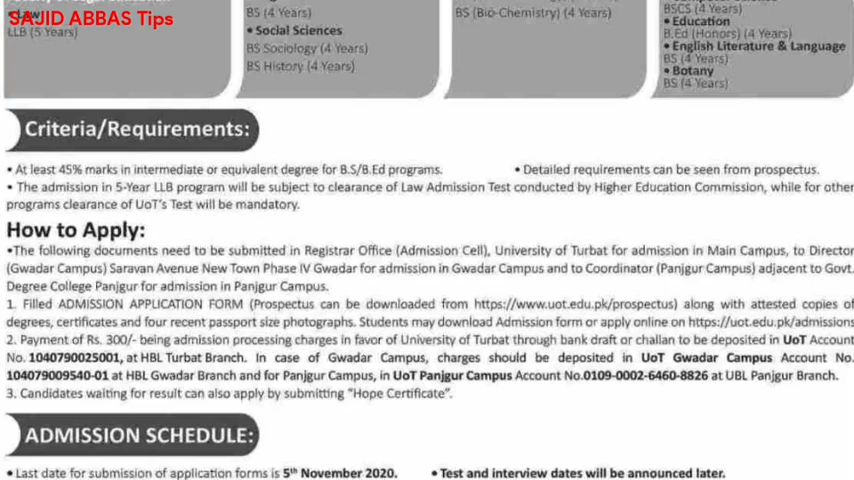 SAJID ABBAS Tips
LLB (5 Years)
BS (4 Years)
• Social Sciences
BS Sociology (4 Years)
BS History (4 Years)
BS (Bio-Chemistry) (4 Years)
BSCS (4 Years)
• Education
B.Ed (Honors) (4 Years)
• English Literature & Language
BS (4 Years)
• Botany
BS (4 Years)
Criteria/Requirements:
• At least 45% marks in intermediate or equivalent degree for B.S/B.Ed programs. • Detailed requirements can be seen from prospectus.
• The admission in 5-Year LLB program will be subject to clearance of Law Admission Test conducted by Higher Education Commission, while for other
programs clearance of UoT's Test will be mandatory.
How to Apply:
•The following documents need to be submitted in Registrar Office (Admission Cell), University of Turbat for admission in Main Campus, to Director
(Gwadar Campus) Saravan Avenue New Town Phase IV Gwadar for admission in Gwadar Campus and to Coordinator (Panjgur Campus) adjacent to Govt.
Degree College Panjgur for admission in Panjgur Campus.
1. Filled ADMISSION APPLICATION FORM (Prospectus can be downloaded from https://www.uot.edu.pk/prospectus) along with attested copies of
degrees, certificates and four recent passport size photographs. Students may download Admission form or apply online on https://uot.edu.pk/admissions
2. Payment of Rs. 300/- being admission processing charges in favor of University of Turbat through bank draft or challan to be deposited in UoT Account
No. 1040790025001, at HBL Turbat Branch. In case of Gwadar Campus, charges should be deposited in UoT Gwadar Campus Account No.
104079009540-01 at HBL Gwadar Branch and for Panjgur Campus, in UoT Panjgur Campus Account No.0109-0002-6460-8826 at UBL Panjgur Branch.
3. Candidates waiting for result can also apply by submitting "Hope Certificate".
ADMISSION SCHEDULE:
• Last date for submission of application forms is 5th November 2020. • Test and interview dates will be announced later.